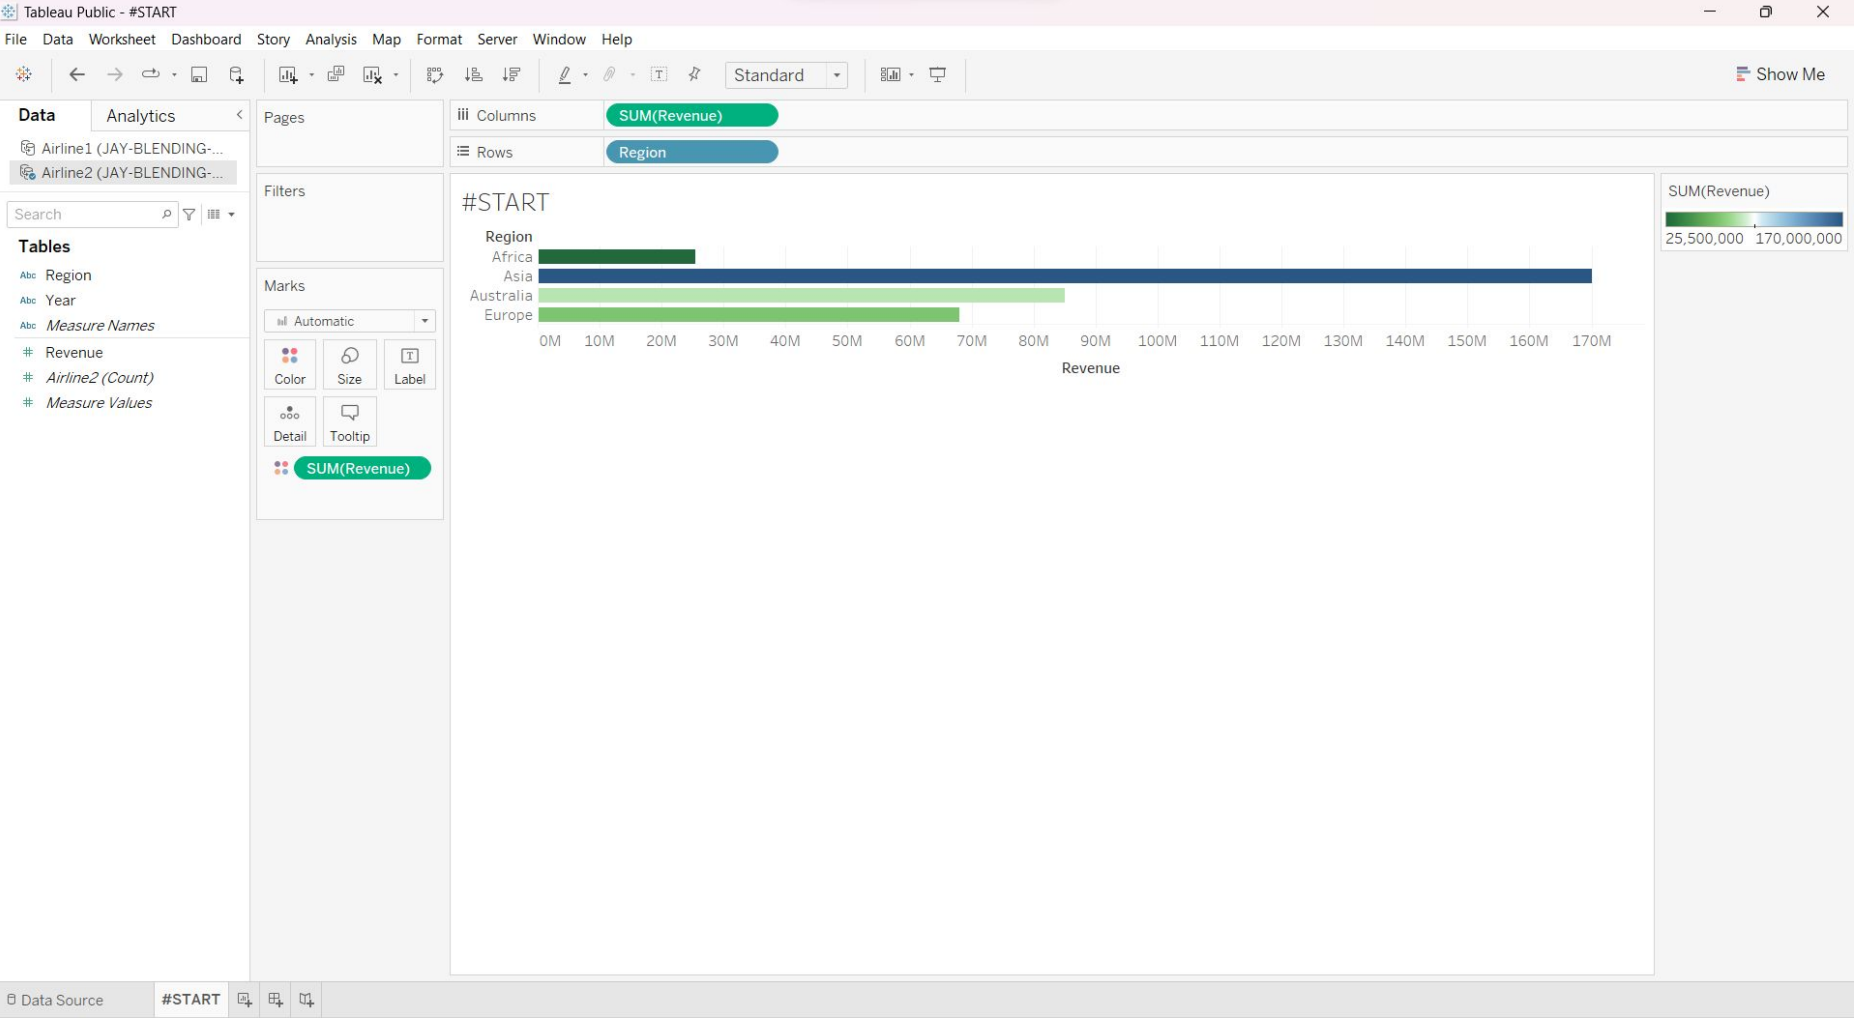 Tableau Public - #START
File Data Worksheet Dashboard Story Analysis Map Format Server Window Help
Standard
Show Me
Data Analytics
Airline1 (JAY-BLENDING-...
Airline2 (JAY-BLENDING-...
Search
Tables
Abc Region
Abc Year
Abc Measure Names
# Revenue
# Airline2 (Count)
# Measure Values
Pages
Filters
Marks
Automatic
Color Size Label
Detail Tooltip
SUM(Revenue)
Columns SUM(Revenue)
Rows Region
#START
Region
Africa
Asia
Australia
Europe
0M 10M 20M 30M 40M 50M 60M 70M 80M 90M 100M 110M 120M 130M 140M 150M 160M 170M
Revenue
SUM(Revenue)
25,500,000 170,000,000
Data Source #START